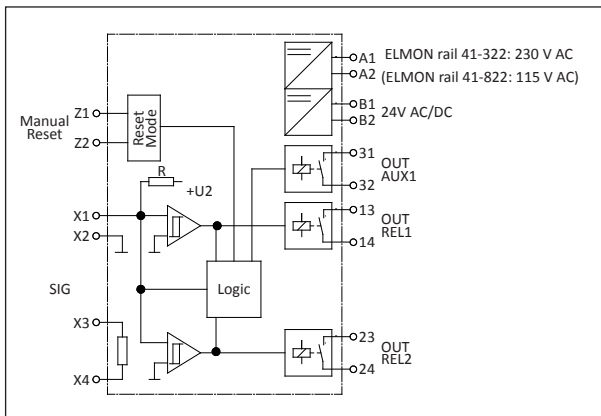 A1 ELMON rail 41-322: 230 V AC
A2 (ELMON rail 41-822: 115 V AC)
B1 24V AC/DC
B2
Manual Reset
Z1
Z2
Reset Mode
31
OUT AUX1
32
R
+U2
X1
X2
13
OUT REL1
14
SIG
Logic
X3
X4
23
OUT REL2
24